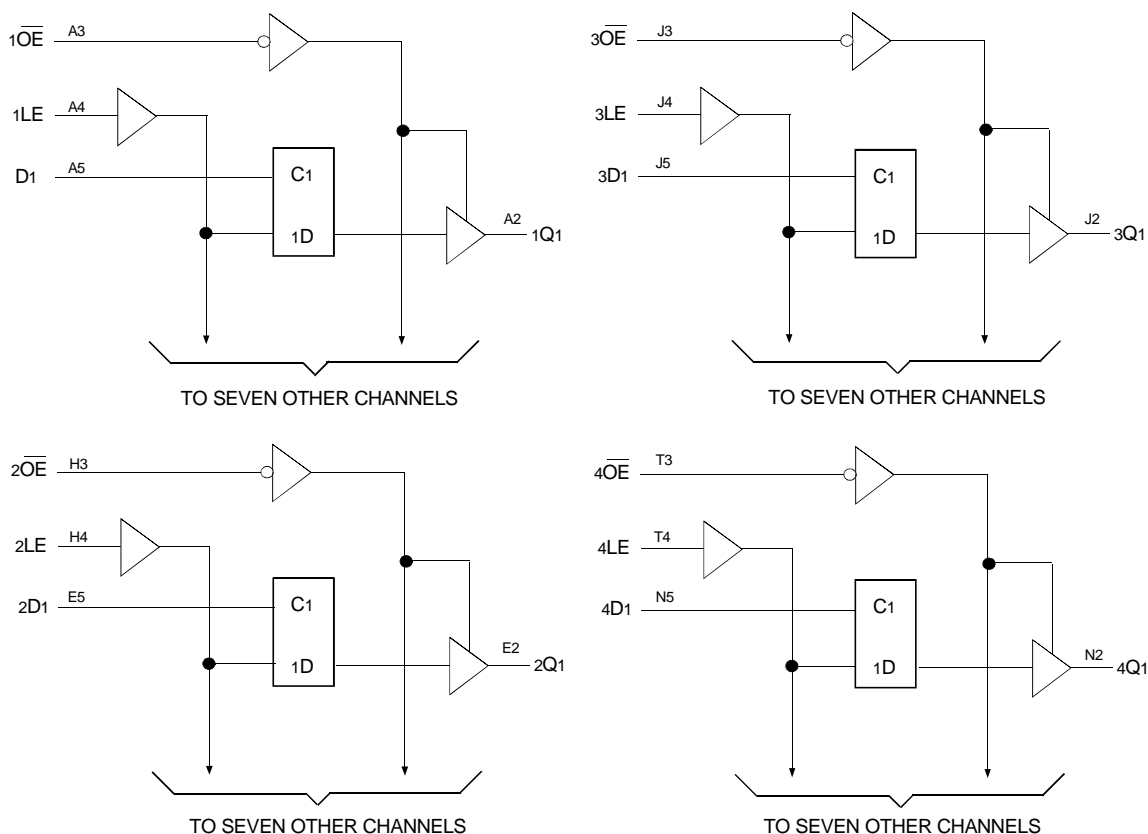 1OE A3
1LE A4
D1 A5
C1
1D
A2 1Q1
TO SEVEN OTHER CHANNELS
3OE J3
3LE J4
3D1 J5
C1
1D
J2 3Q1
TO SEVEN OTHER CHANNELS
2OE H3
2LE H4
2D1 E5
C1
1D
E2 2Q1
TO SEVEN OTHER CHANNELS
4OE T3
4LE T4
4D1 N5
C1
1D
N2 4Q1
TO SEVEN OTHER CHANNELS